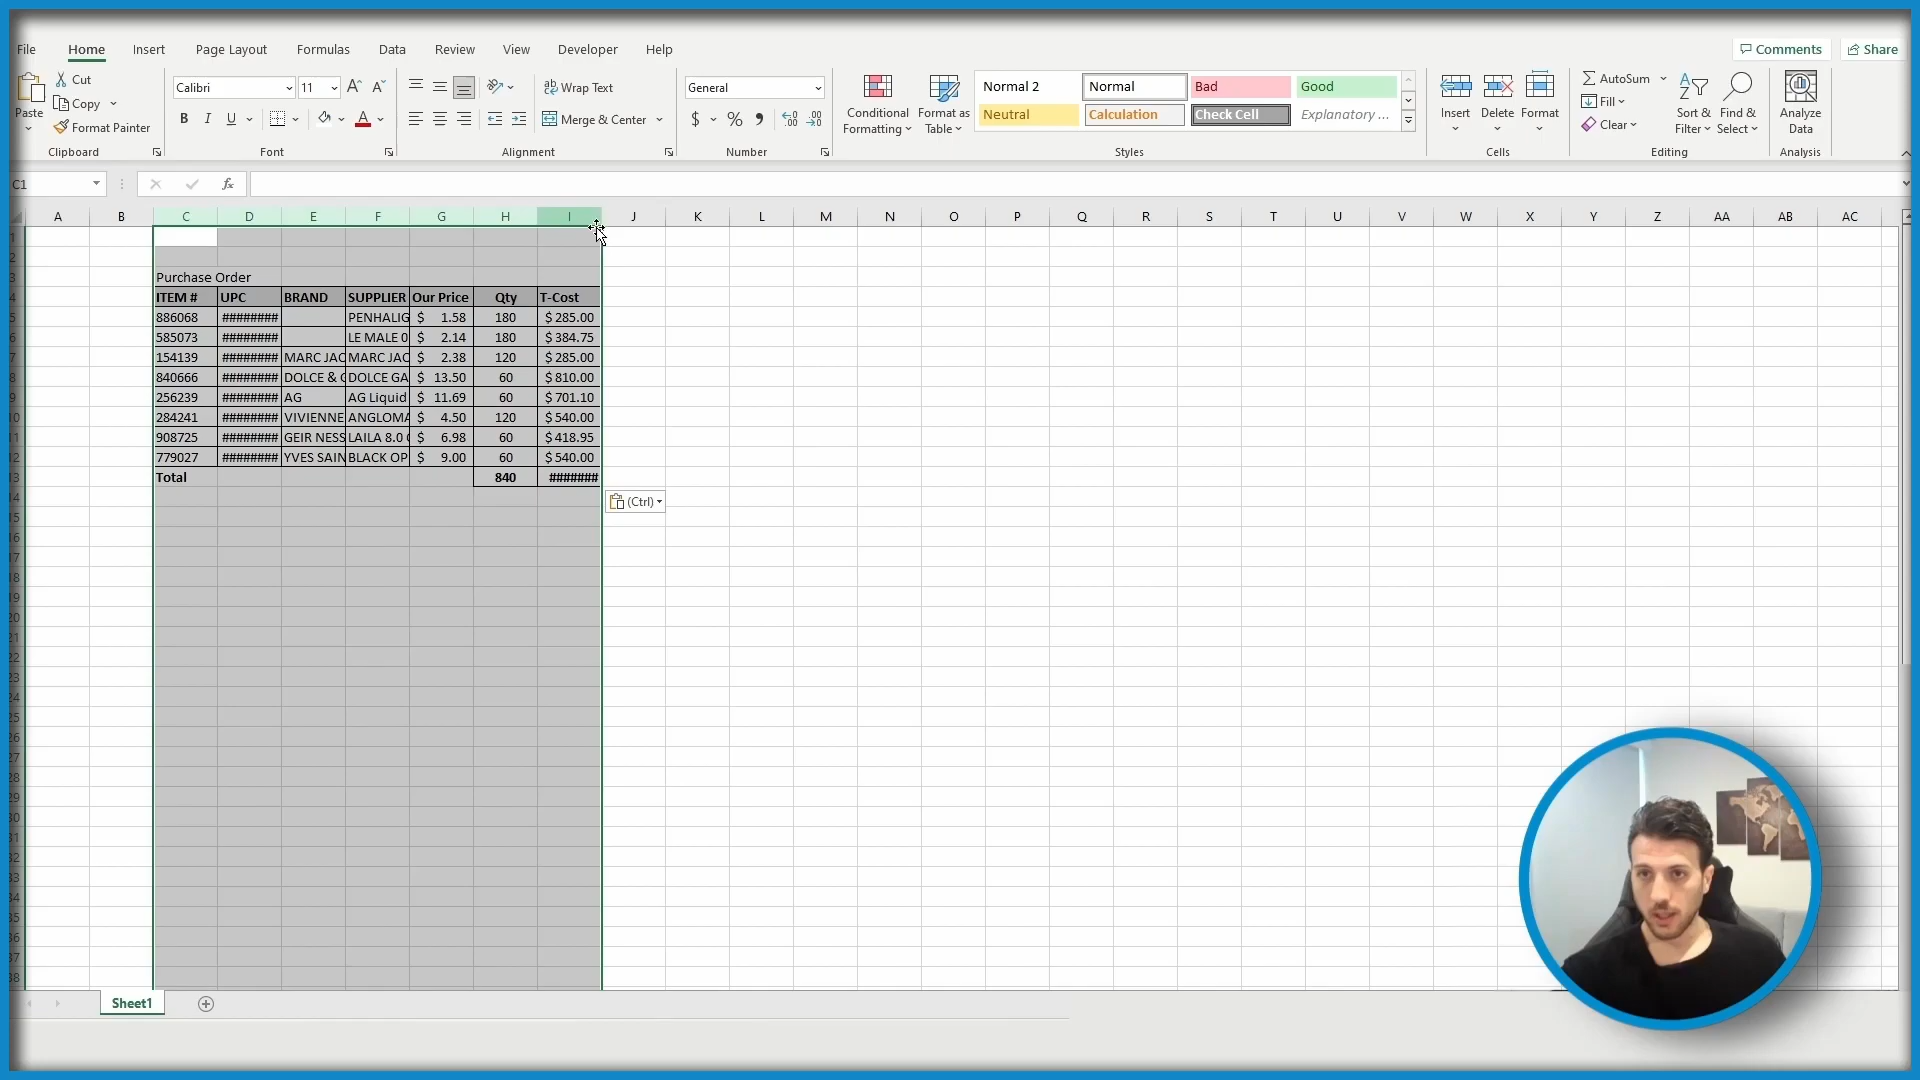 File Home Insert Page Layout Formulas Data Review View Developer Help Comments Share
Cut
Copy
Format Painter
Paste
Clipboard
Calibri 11
B I U
Font
Wrap Text
Merge & Center
Alignment
General
$ % ,
Number
Conditional Formatting
Format as Table
Normal 2 Normal Bad Good
Neutral Calculation Check Cell Explanatory ...
Styles
Insert Delete Format
Cells
AutoSum
Fill
Clear
Sort & Filter
Find & Select
Editing
Analyze Data
Analysis
C1 fx
A B C D E F G H I J K L M N O P Q R S T U V W X Y Z AA AB AC
Purchase Order
ITEM # UPC BRAND SUPPLIER Our Price Qty T-Cost
886068 ######## PENHALIG $ 1.58 180 $ 285.00
585073 ######## LE MALE 0 $ 2.14 180 $ 384.75
154139 ######## MARC JAC MARC JAC $ 2.38 120 $ 285.00
840666 ######## DOLCE & G DOLCE GA $ 13.50 60 $ 810.00
256239 ######## AG AG Liquid $ 11.69 60 $ 701.10
284241 ######## VIVIENNE ANGLOMA $ 4.50 120 $ 540.00
908725 ######## GEIR NESS LAILA 8.0 $ 6.98 60 $ 418.95
779027 ######## YVES SAIN BLACK OP $ 9.00 60 $ 540.00
Total 840 #######
(Ctrl)
Sheet1